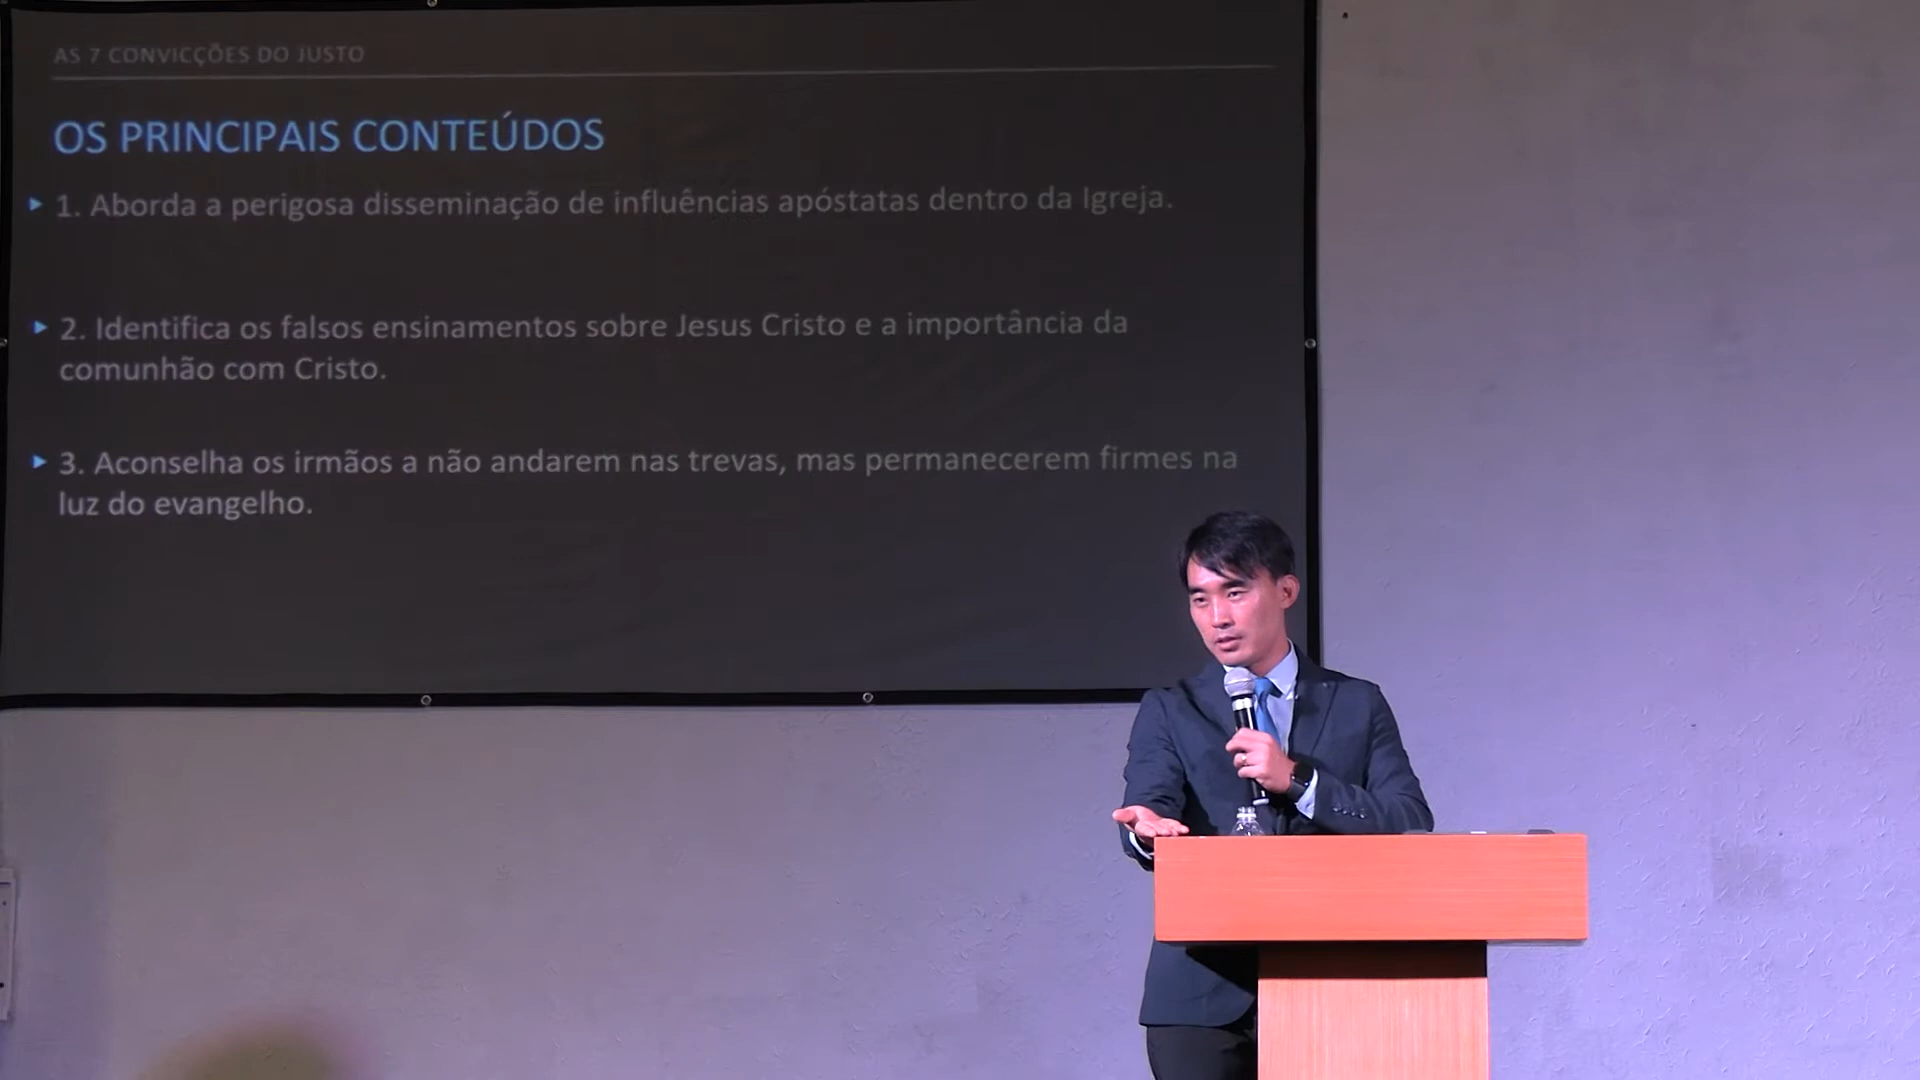 AS 7 CONVICÇÕES DO JUSTO
OS PRINCIPAIS CONTEÚDOS
1. Aborda a perigosa disseminação de influências apóstatas dentro da Igreja.
2. Identifica os falsos ensinamentos sobre Jesus Cristo e a importância da
comunhão com Cristo.
3. Aconselha os irmãos a não andarem nas trevas, mas permanecerem firmes na
luz do evangelho.